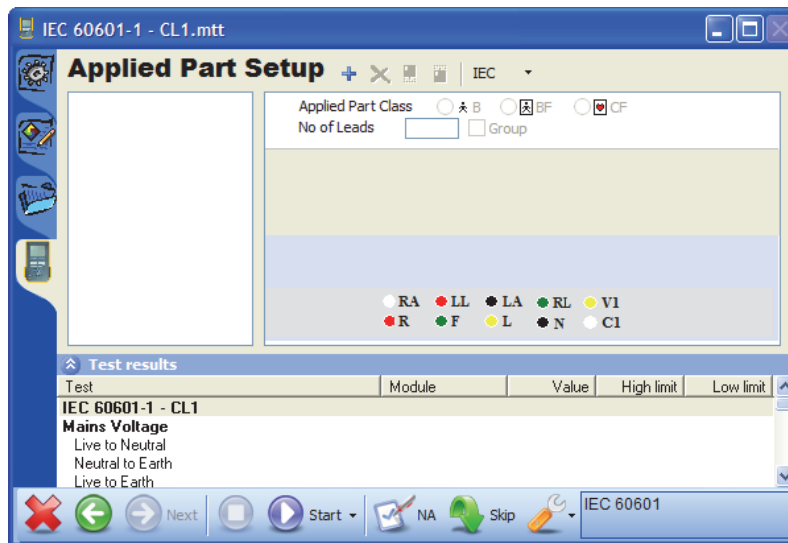 IEC 60601-1 - CL1.mtt
Applied Part Setup IEC
Applied Part Class B BF CF
No of Leads Group
RA LL LA RL V1
R F L N C1
Test results
Test Module Value High limit Low limit
IEC 60601-1 - CL1
Mains Voltage
Live to Neutral
Neutral to Earth
Live to Earth
Next Start NA Skip IEC 60601